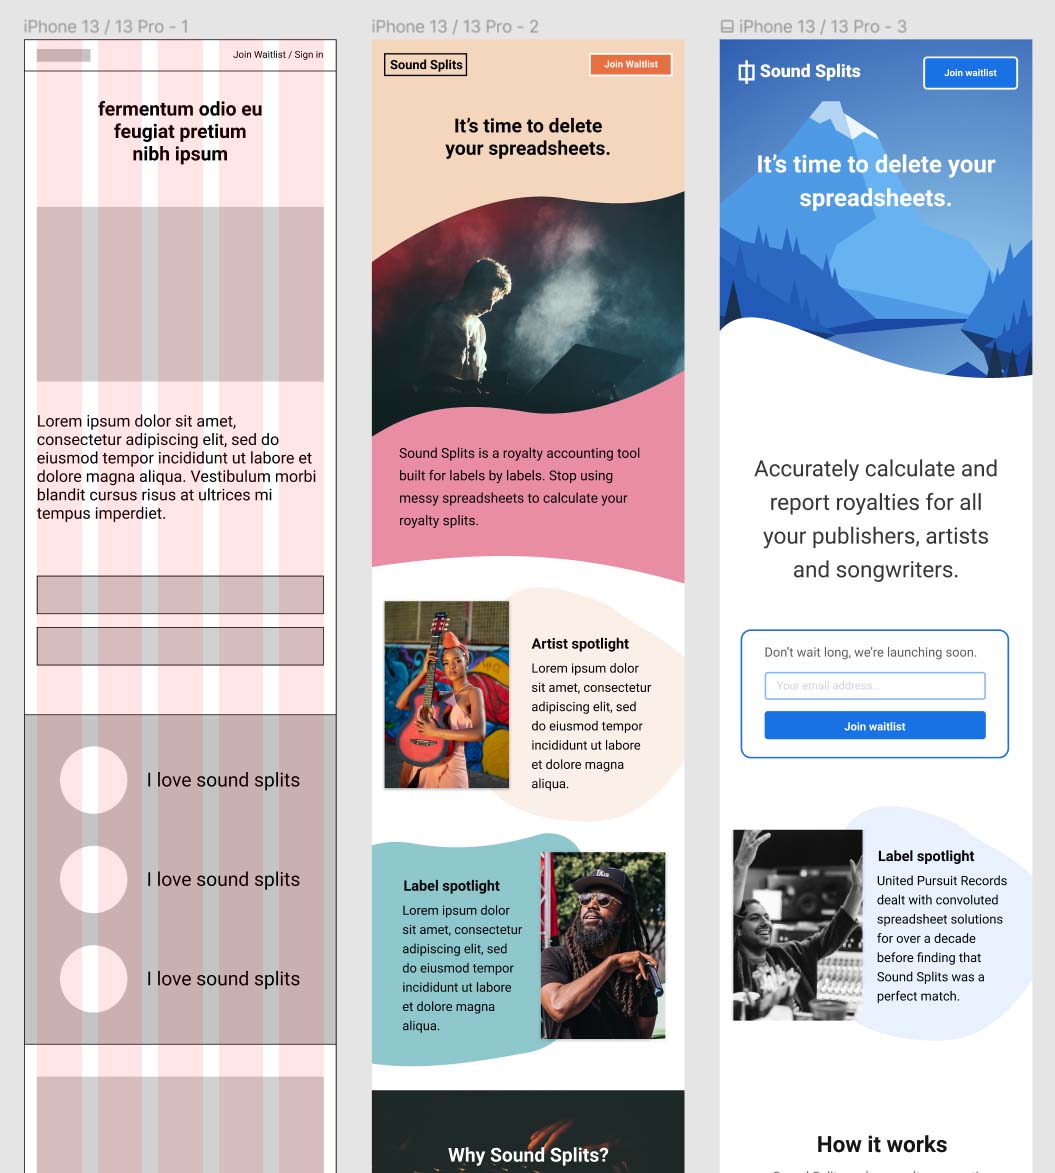 iPhone 13 / 13 Pro - 1
Join Waitlist / Sign in
fermentum odio eu
feugiat pretium
nibh ipsum
Lorem ipsum dolor sit amet,
consectetur adipiscing elit, sed do
eiusmod tempor incididunt ut labore et
dolore magna aliqua. Vestibulum morbi
blandit cursus risus at ultrices mi
tempus imperdiet.
I love sound splits
I love sound splits
I love sound splits
iPhone 13 / 13 Pro - 2
Sound Splits
Join Waitlist
It's time to delete
your spreadsheets.
Sound Splits is a royalty accounting tool
built for labels by labels. Stop using
messy spreadsheets to calculate your
royalty splits.
Artist spotlight
Lorem ipsum dolor
sit amet, consectetur
adipiscing elit, sed
do eiusmod tempor
incididunt ut labore
et dolore magna
aliqua.
Label spotlight
Lorem ipsum dolor
sit amet, consectetur
adipiscing elit, sed
do eiusmod tempor
incididunt ut labore
et dolore magna
aliqua.
Why Sound Splits?
iPhone 13 / 13 Pro - 3
Sound Splits
Join waitlist
It's time to delete your
spreadsheets.
Accurately calculate and
report royalties for all
your publishers, artists
and songwriters.
Don't wait long, we're launching soon.
Your email address...
Join waitlist
Label spotlight
United Pursuit Records
dealt with convoluted
spreadsheet solutions
for over a decade
before finding that
Sound Splits was a
perfect match.
How it works